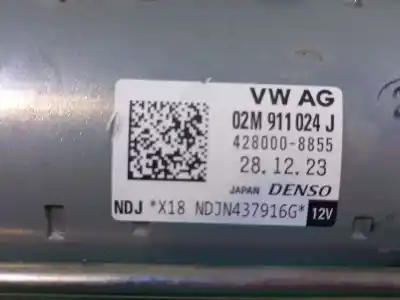 VW AG
02M 911 024 J
428000-8855
28.12.23
JAPAN DENSO
NDJ *X18 NDJN437916G* 12V